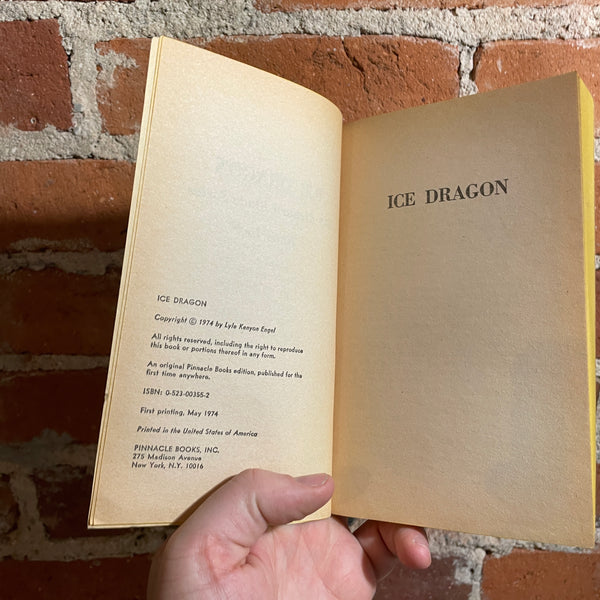 ICE DRAGON
Copyright © 1974 by Lyle Kenyon Engel
All rights reserved, including the right to reproduce
this book or portions thereof in any form.
An original Pinnacle Books edition, published for the
first time anywhere.
ISBN: 0-523-00355-2
First printing, May 1974
Printed in the United States of America
PINNACLE BOOKS, INC.
275 Madison Avenue
New York, N.Y. 10016
ICE DRAGON